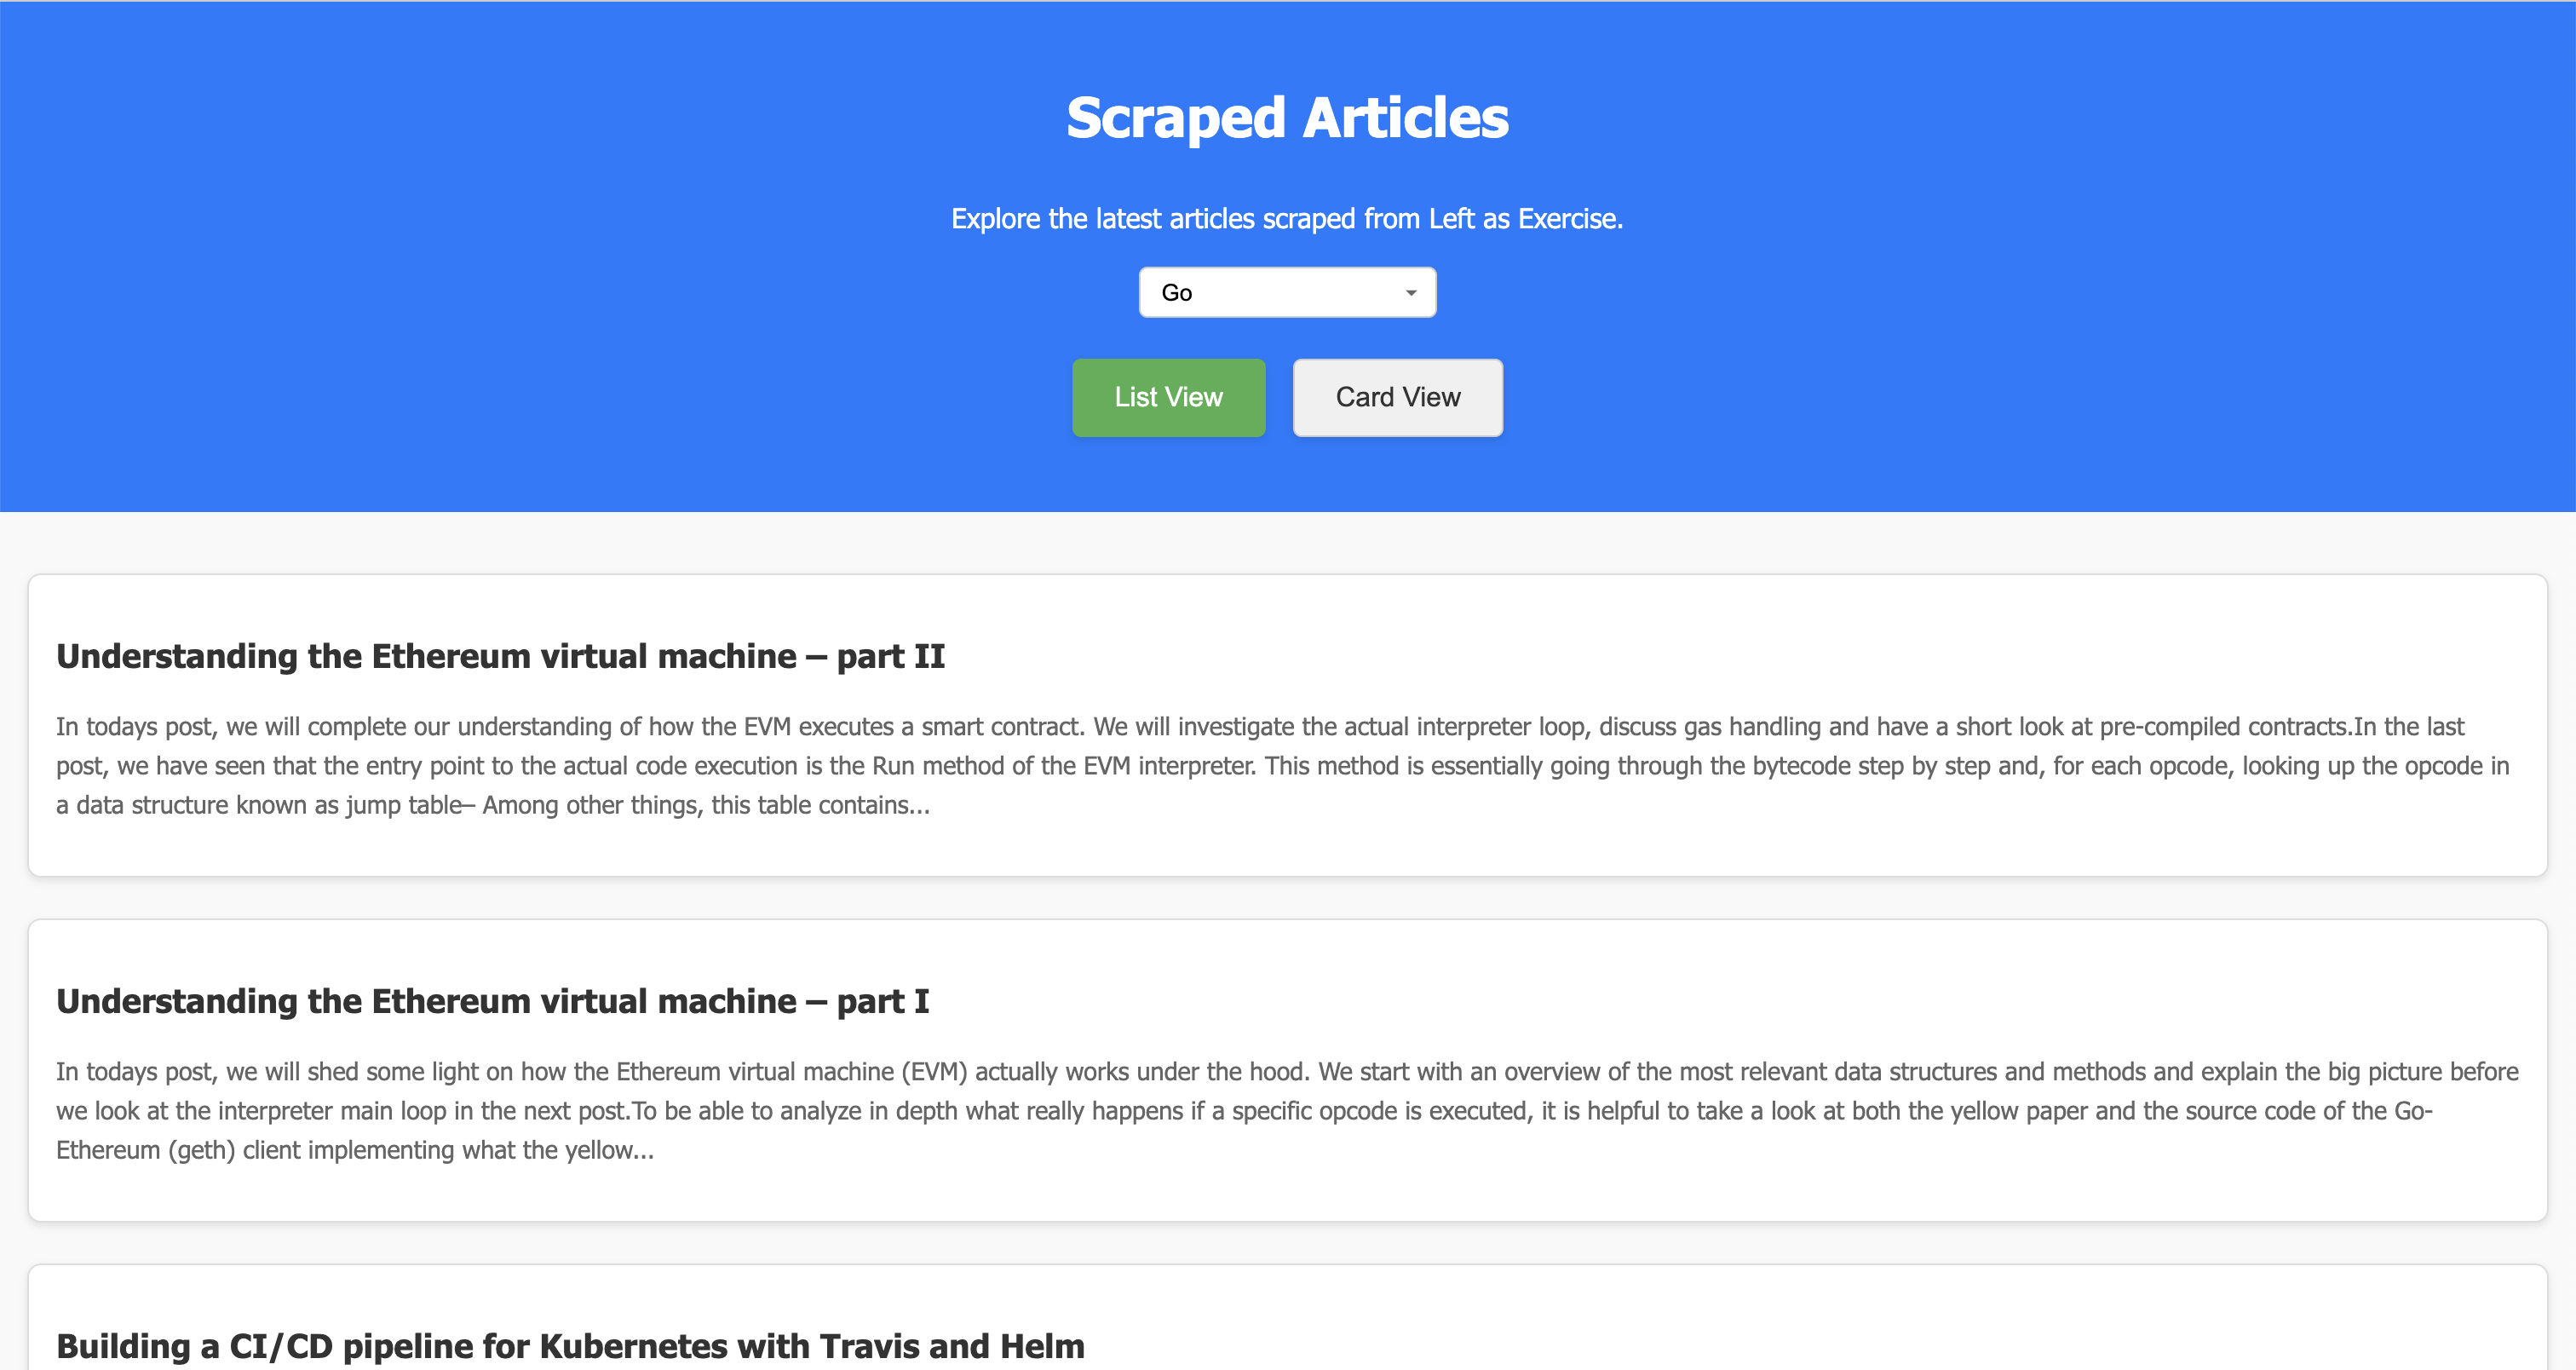 Scraped Articles
Explore the latest articles scraped from Left as Exercise.
Go
List View
Card View
Understanding the Ethereum virtual machine – part II
In todays post, we will complete our understanding of how the EVM executes a smart contract. We will investigate the actual interpreter loop, discuss gas handling and have a short look at pre-compiled contracts.In the last
post, we have seen that the entry point to the actual code execution is the Run method of the EVM interpreter. This method is essentially going through the bytecode step by step and, for each opcode, looking up the opcode in
a data structure known as jump table– Among other things, this table contains...
Understanding the Ethereum virtual machine – part I
In todays post, we will shed some light on how the Ethereum virtual machine (EVM) actually works under the hood. We start with an overview of the most relevant data structures and methods and explain the big picture before
we look at the interpreter main loop in the next post.To be able to analyze in depth what really happens if a specific opcode is executed, it is helpful to take a look at both the yellow paper and the source code of the Go-
Ethereum (geth) client implementing what the yellow...
Building a CI/CD pipeline for Kubernetes with Travis and Helm